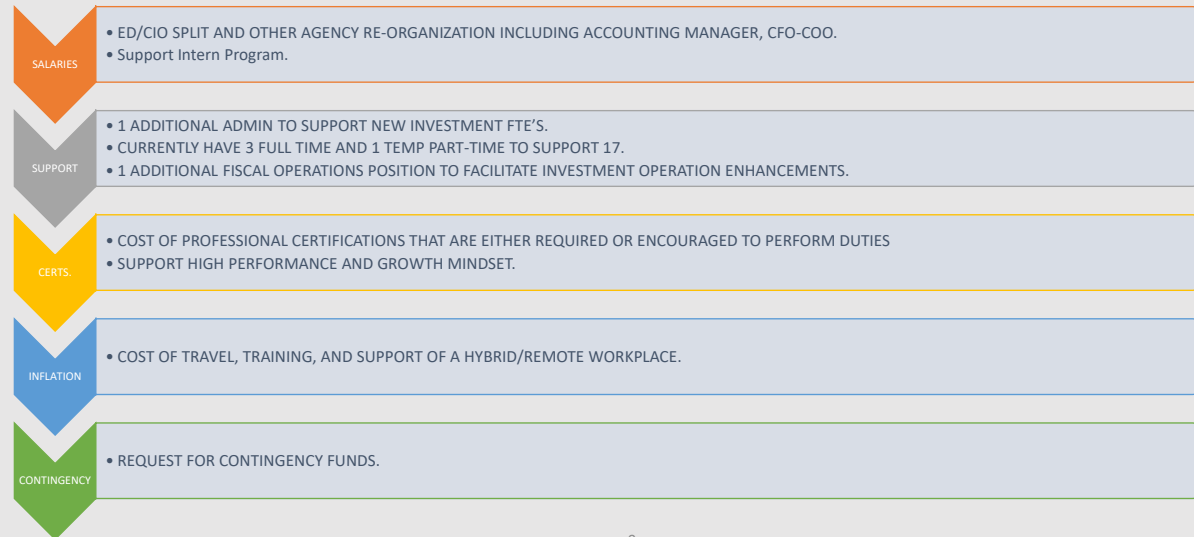 SALARIES
• ED/CIO SPLIT AND OTHER AGENCY RE-ORGANIZATION INCLUDING ACCOUNTING MANAGER, CFO-COO.
• Support Intern Program.
SUPPORT
• 1 ADDITIONAL ADMIN TO SUPPORT NEW INVESTMENT FTE'S.
• CURRENTLY HAVE 3 FULL TIME AND 1 TEMP PART-TIME TO SUPPORT 17.
• 1 ADDITIONAL FISCAL OPERATIONS POSITION TO FACILITATE INVESTMENT OPERATION ENHANCEMENTS.
CERTS.
• COST OF PROFESSIONAL CERTIFICATIONS THAT ARE EITHER REQUIRED OR ENCOURAGED TO PERFORM DUTIES
• SUPPORT HIGH PERFORMANCE AND GROWTH MINDSET.
INFLATION
• COST OF TRAVEL, TRAINING, AND SUPPORT OF A HYBRID/REMOTE WORKPLACE.
CONTINGENCY
• REQUEST FOR CONTINGENCY FUNDS.